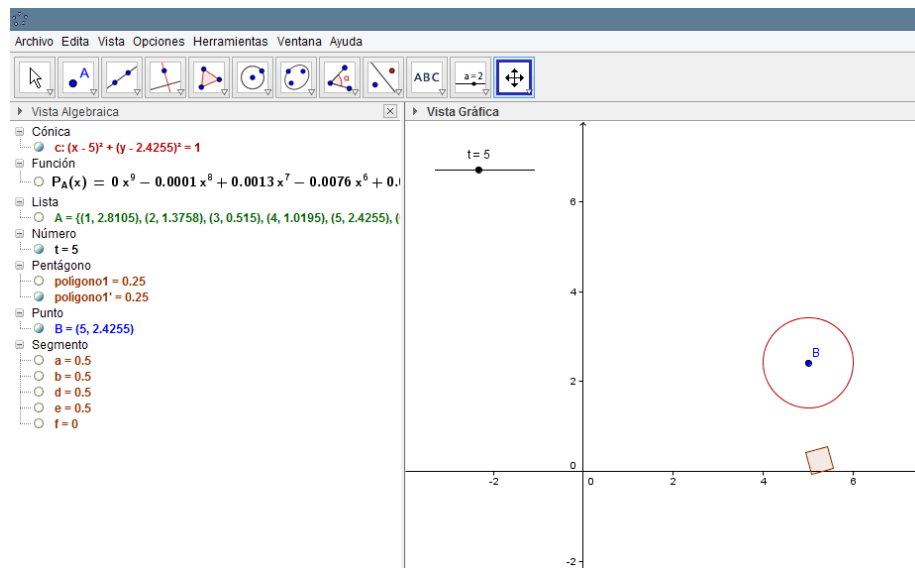 Archivo Edita Vista Opciones Herramientas Ventana Ayuda
A
α
ABC
a=2
Vista Algebraica
Cónica
c: (x - 5)² + (y - 2.4255)² = 1
Función
P_A(x) = 0 x⁹ − 0.0001 x⁸ + 0.0013 x⁷ − 0.0076 x⁶ + 0.
Lista
A = {(1, 2.8105), (2, 1.3758), (3, 0.515), (4, 1.0195), (5, 2.4255), (
Número
t = 5
Pentágono
poligono1 = 0.25
poligono1' = 0.25
Punto
B = (5, 2.4255)
Segmento
a = 0.5
b = 0.5
d = 0.5
e = 0.5
f = 0
Vista Gráfica
t = 5
6
4
B
2
0
-2 0 2 4 6
-2